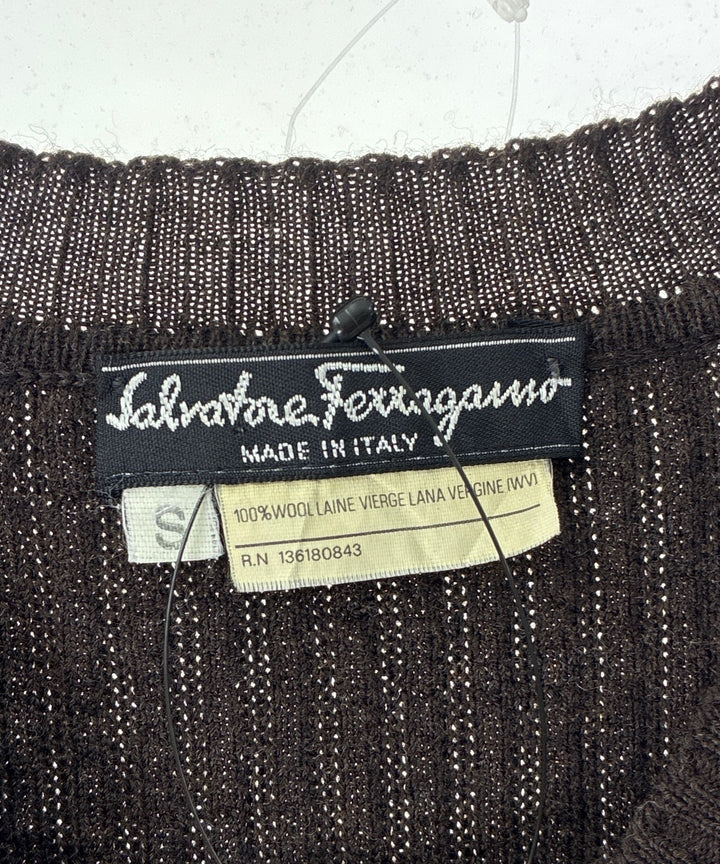 Salvatore Ferragamo
MADE IN ITALY
S
100% WOOL LAINE VIERGE LANA VERGINE (WV)
R.N 136180843